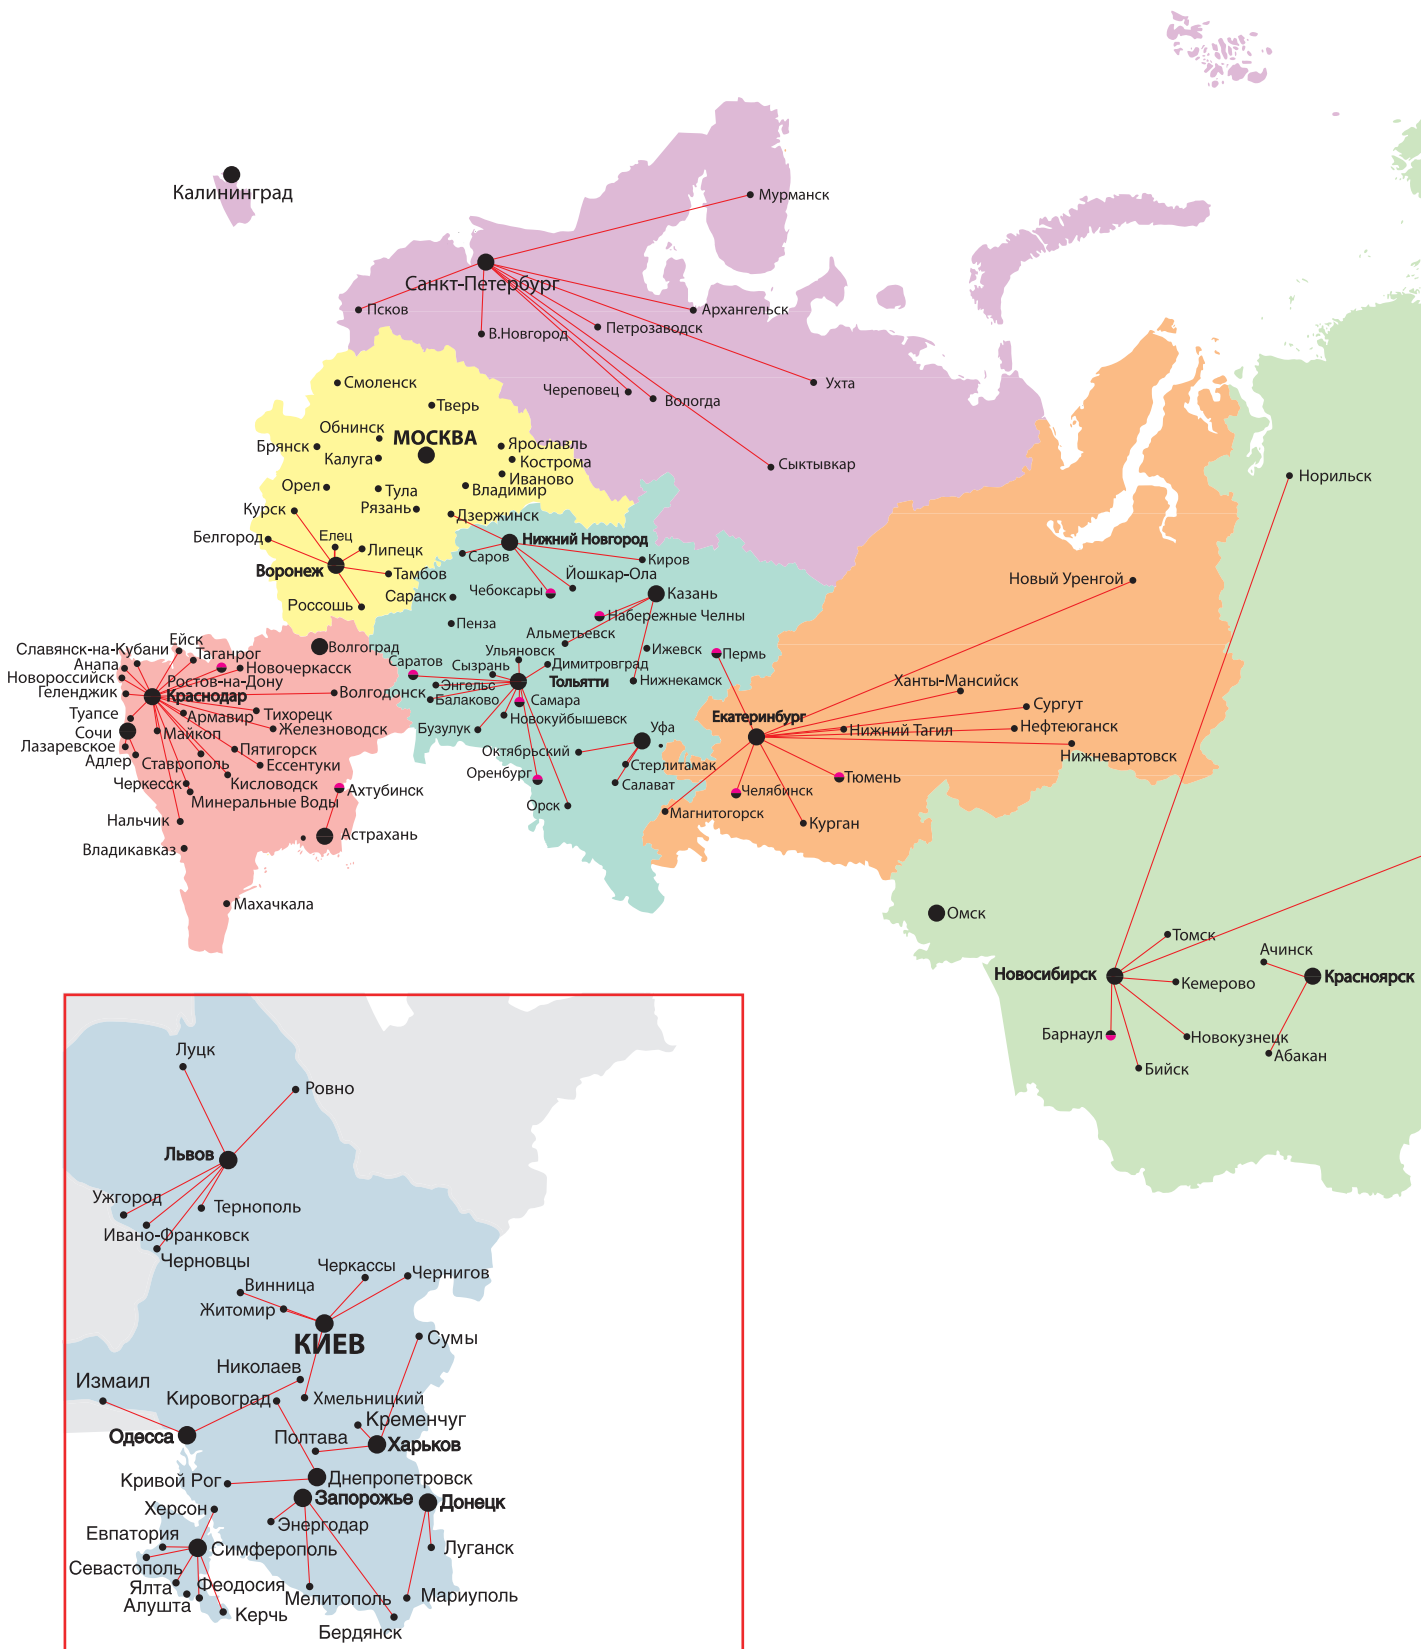 Калининград
Мурманск
Санкт-Петербург
Псков
В.Новгород
Петрозаводск
Архангельск
Череповец
Вологда
Ухта
Сыктывкар
Смоленск
Тверь
Обнинск
МОСКВА
Брянск
Калуга
Ярославль
Кострома
Иваново
Орел
Тула
Владимир
Курск
Рязань
Дзержинск
Белгород
Елец
Липецк
Воронеж
Тамбов
Россошь
Нижний Новгород
Саров
Киров
Йошкар-Ола
Чебоксары
Саранск
Казань
Набережные Челны
Пенза
Альметьевск
Ульяновск
Ижевск
Саратов
Сызрань
Димитровград
Энгельс
Тольятти
Нижнекамск
Балаково
Самара
Новокуйбышевск
Бузулук
Уфа
Октябрьский
Стерлитамак
Оренбург
Салават
Орск
Волгоград
Ейск
Славянск-на-Кубани
Таганрог
Анапа
Новочеркасск
Новороссийск
Ростов-на-Дону
Геленджик
Краснодар
Волгодонск
Туапсе
Армавир
Тихорецк
Сочи
Майкоп
Железноводск
Лазаревское
Пятигорск
Адлер
Ставрополь
Ессентуки
Черкесск
Кисловодск
Минеральные Воды
Ахтубинск
Нальчик
Астрахань
Владикавказ
Махачкала
Норильск
Новый Уренгой
Пермь
Ханты-Мансийск
Сургут
Екатеринбург
Нижний Тагил
Нефтеюганск
Нижневартовск
Тюмень
Челябинск
Магнитогорск
Курган
Омск
Томск
Ачинск
Новосибирск
Кемерово
Красноярск
Барнаул
Новокузнецк
Абакан
Бийск
Луцк
Ровно
Львов
Ужгород
Тернополь
Ивано-Франковск
Черновцы
Черкассы
Чернигов
Винница
Житомир
КИЕВ
Сумы
Николаев
Измаил
Кировоград
Хмельницкий
Кременчуг
Одесса
Полтава
Харьков
Кривой Рог
Днепропетровск
Запорожье
Донецк
Херсон
Энергодар
Евпатория
Симферополь
Луганск
Севастополь
Ялта
Феодосия
Мелитополь
Мариуполь
Алушта
Керчь
Бердянск